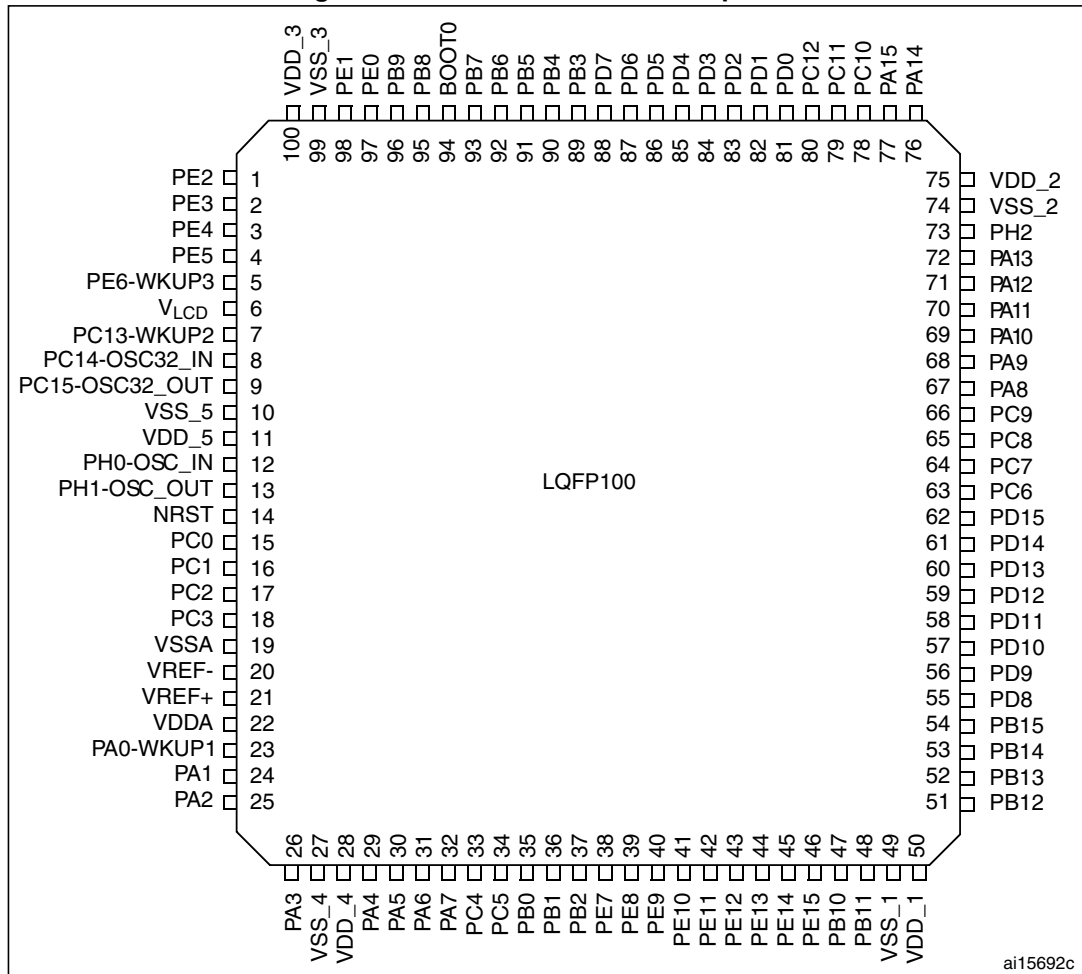 VDD_3 VSS_3 PE1 PE0 PB9 PB8 BOOT0 PB7 PB6 PB5 PB4 PB3 PD7 PD6 PD5 PD4 PD3 PD2 PD1 PD0 PC12 PC11 PC10 PA15 PA14
100 99 98 97 96 95 94 93 92 91 90 89 88 87 86 85 84 83 82 81 80 79 78 77 76
PE2 1 75 VDD_2
PE3 2 74 VSS_2
PE4 3 73 PH2
PE5 4 72 PA13
PE6-WKUP3 5 71 PA12
VLCD 6 70 PA11
PC13-WKUP2 7 69 PA10
PC14-OSC32_IN 8 68 PA9
PC15-OSC32_OUT 9 67 PA8
VSS_5 10 66 PC9
VDD_5 11 65 PC8
PH0-OSC_IN 12 64 PC7
PH1-OSC_OUT 13 LQFP100 63 PC6
NRST 14 62 PD15
PC0 15 61 PD14
PC1 16 60 PD13
PC2 17 59 PD12
PC3 18 58 PD11
VSSA 19 57 PD10
VREF- 20 56 PD9
VREF+ 21 55 PD8
VDDA 22 54 PB15
PA0-WKUP1 23 53 PB14
PA1 24 52 PB13
PA2 25 51 PB12
26 27 28 29 30 31 32 33 34 35 36 37 38 39 40 41 42 43 44 45 46 47 48 49 50
PA3 VSS_4 VDD_4 PA4 PA5 PA6 PA7 PC4 PC5 PB0 PB1 PB2 PE7 PE8 PE9 PE10 PE11 PE12 PE13 PE14 PE15 PB10 PB11 VSS_1 VDD_1
ai15692c